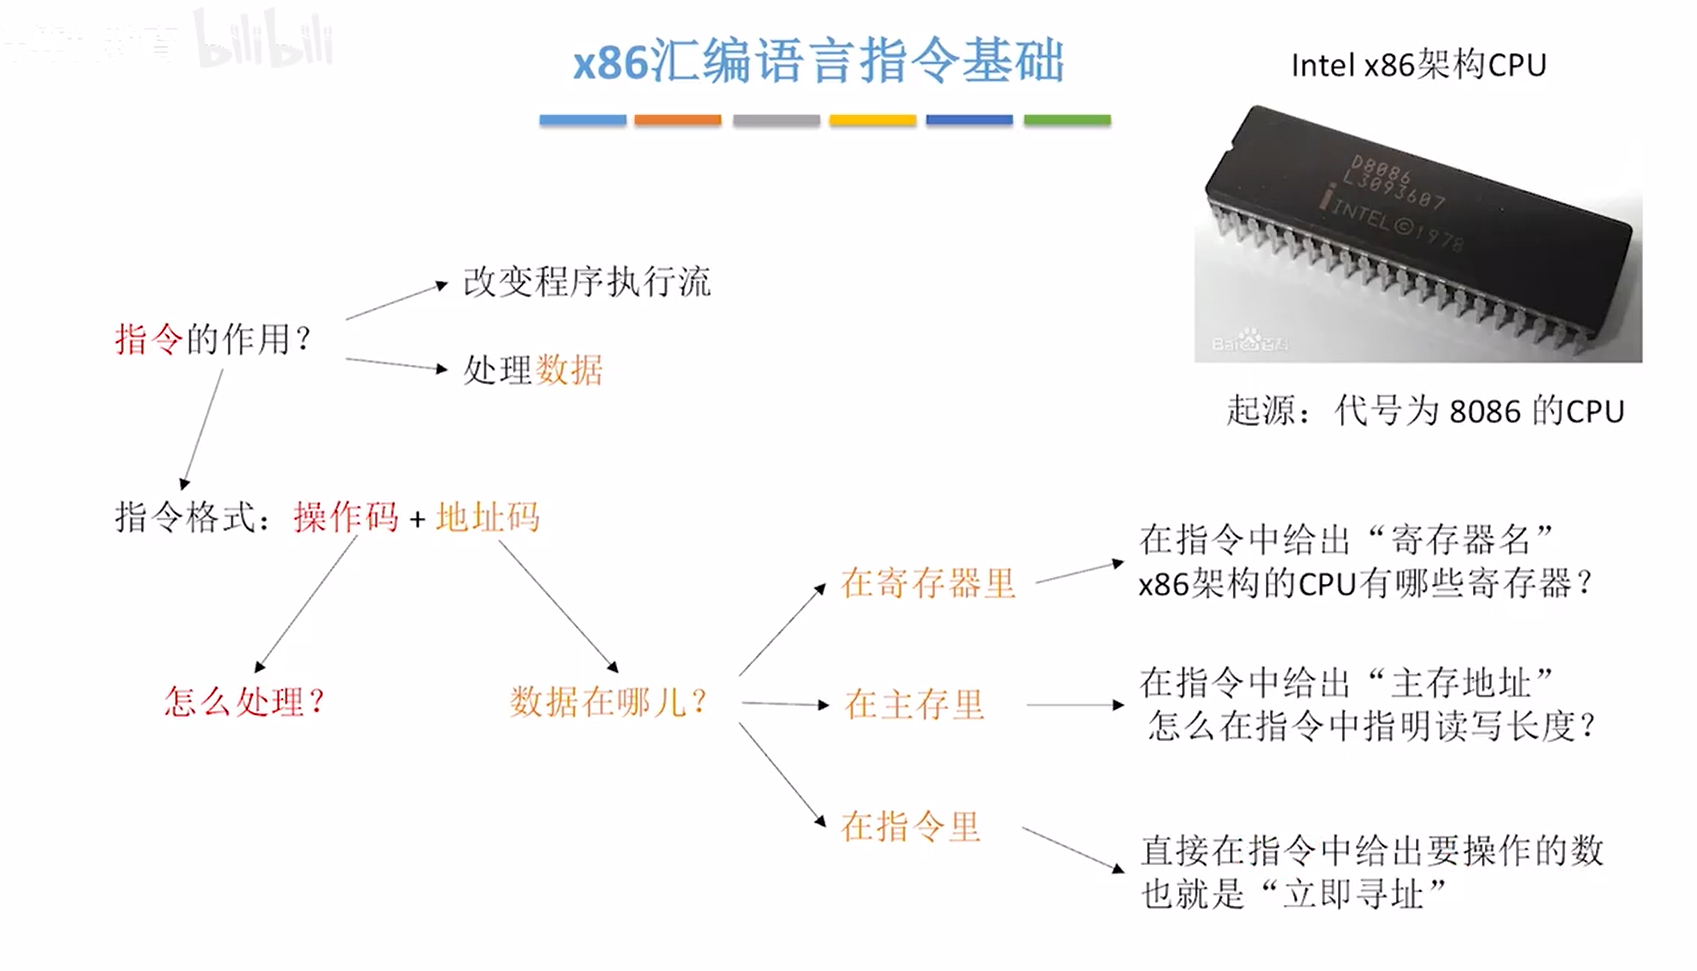 bilibili
x86汇编语言指令基础
Intel x86架构CPU
D8086
L3093607
iINTEL©1978
Bai百科
起源：代号为 8086 的CPU
改变程序执行流
指令的作用？
处理数据
指令格式：操作码 + 地址码
怎么处理？
数据在哪儿？
在寄存器里
在指令中给出“寄存器名”
x86架构的CPU有哪些寄存器？
在主存里
在指令中给出“主存地址”
怎么在指令中指明读写长度？
在指令里
直接在指令中给出要操作的数
也就是“立即寻址”